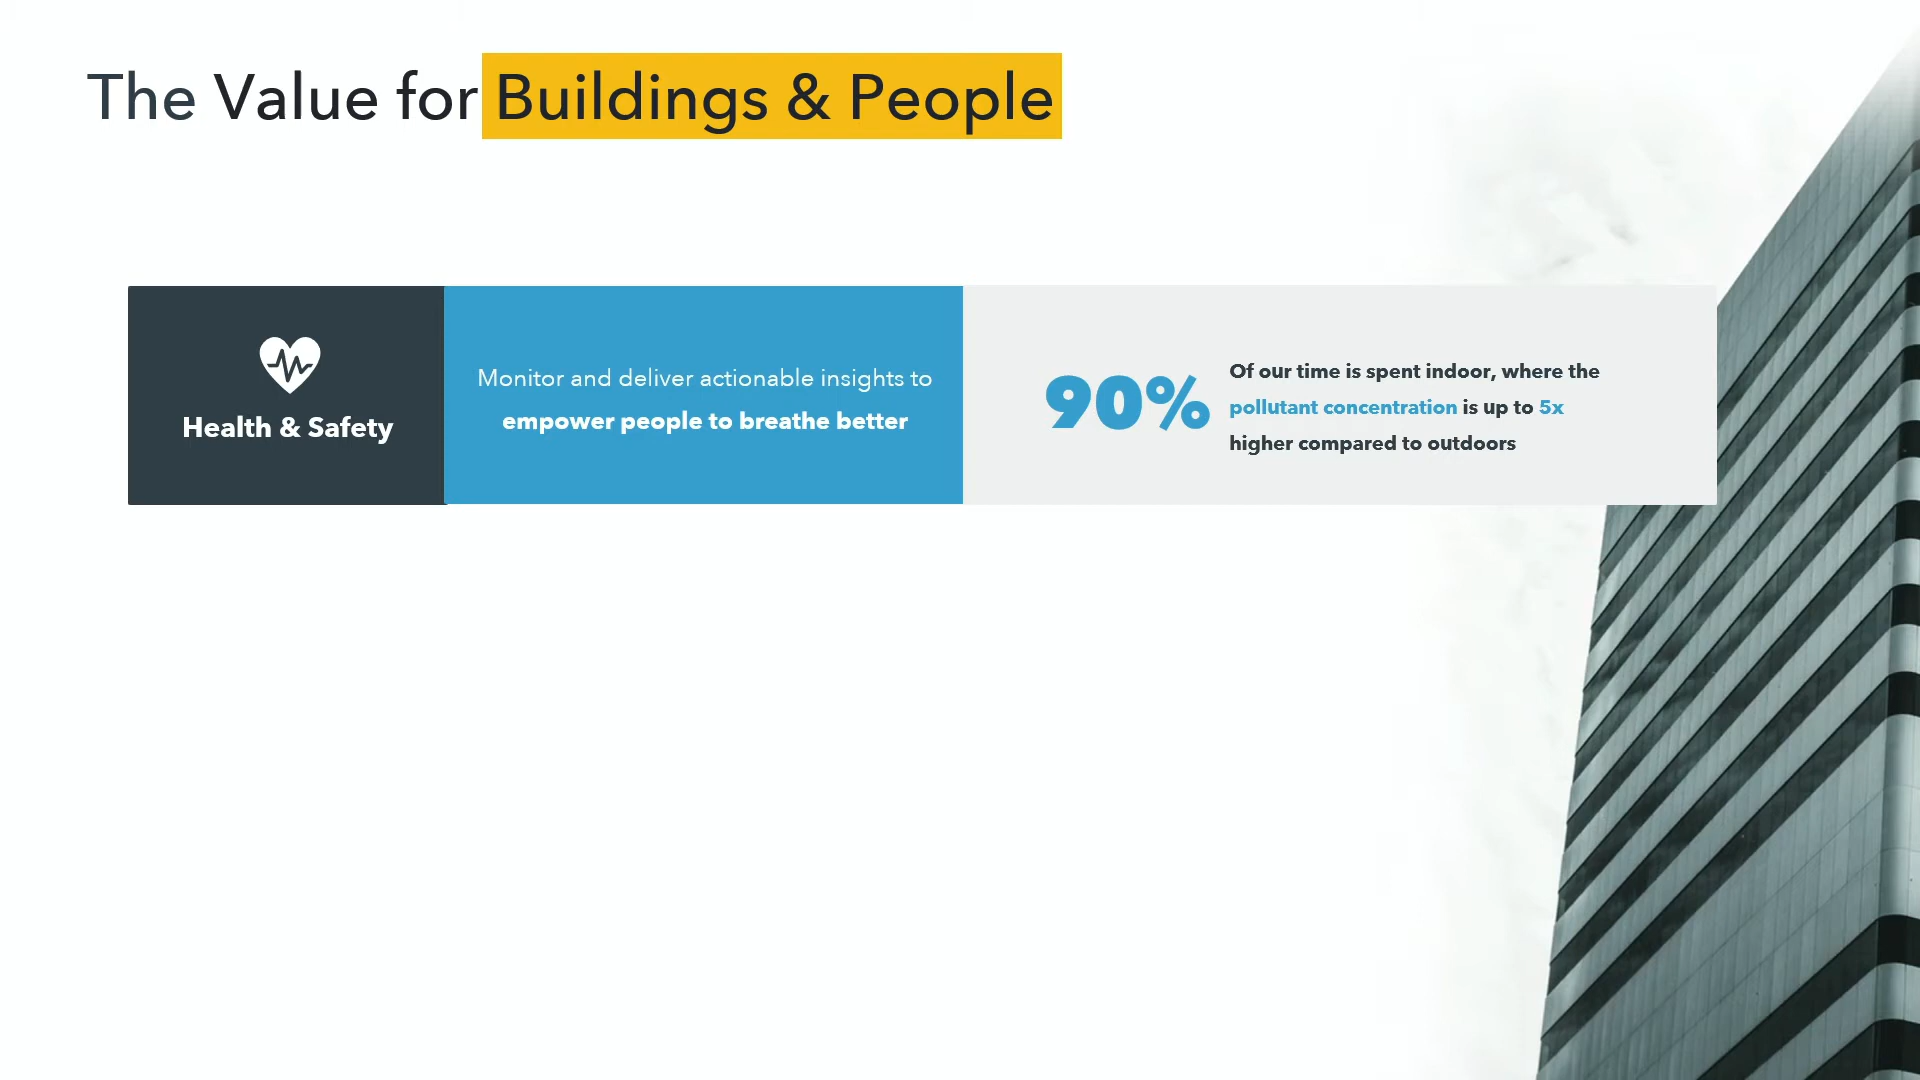 The Value for Buildings & People
Health & Safety
Monitor and deliver actionable insights to
empower people to breathe better
90%
Of our time is spent indoor, where the
pollutant concentration is up to 5x
higher compared to outdoors